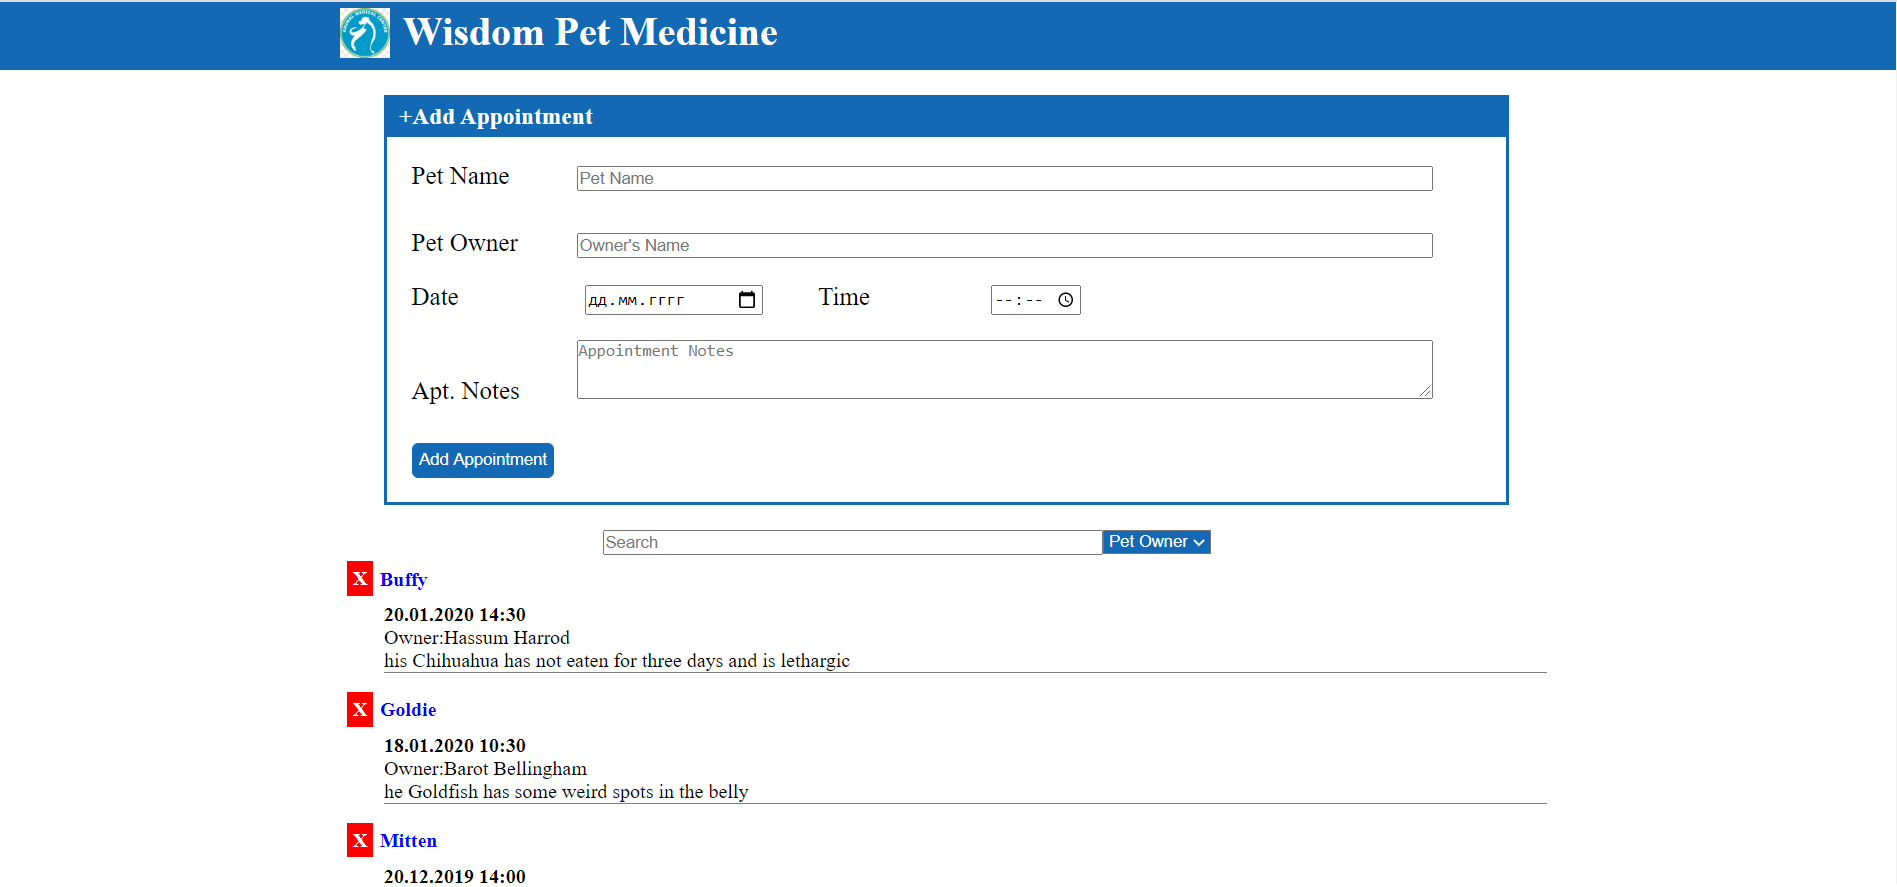 ANIMAL MEDICAL CENTER
Wisdom Pet Medicine
+Add Appointment
Pet Name Pet Name
Pet Owner Owner's Name
Date дд.мм.гггг Time --:--
Appointment Notes
Apt. Notes
Add Appointment
Search Pet Owner
X Buffy
20.01.2020 14:30
Owner:Hassum Harrod
his Chihuahua has not eaten for three days and is lethargic
X Goldie
18.01.2020 10:30
Owner:Barot Bellingham
he Goldfish has some weird spots in the belly
X Mitten
20.12.2019 14:00